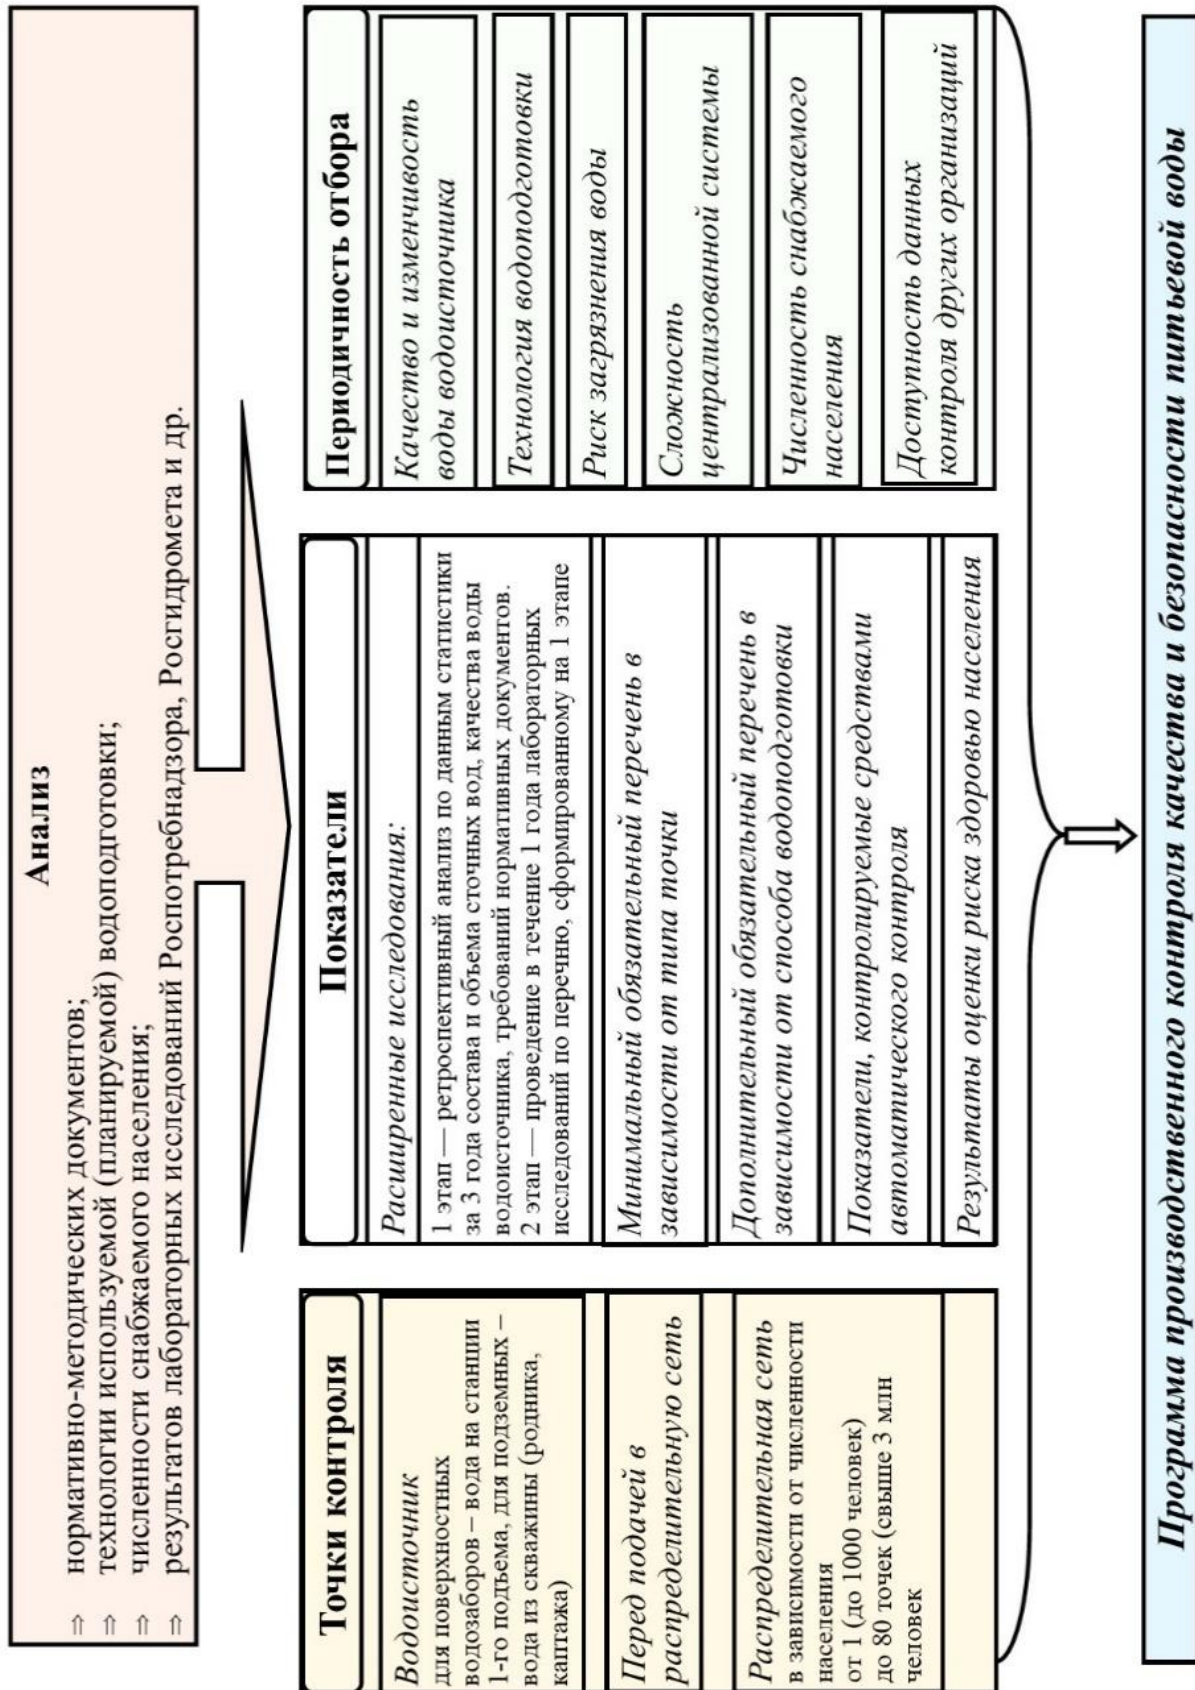 Анализ
⇒ нормативно-методических документов;
⇒ технологии используемой (планируемой) водоподготовки;
⇒ численности снабжаемого населения;
⇒ результатов лабораторных исследований Роспотребнадзора, Росгидромета и др.
Точки контроля
Водоисточник
для поверхностных
водозаборов – вода на станции
1-го подъема, для подземных –
вода из скважины (родника,
каптажа)
Перед подачей в
распределительную сеть
Распределительная сеть
в зависимости от численности
населения
от 1 (до 1000 человек)
до 80 точек (свыше 3 млн
человек
Показатели
Расширенные исследования:
1 этап — ретроспективный анализ по данным статистики
за 3 года состава и объема сточных вод, качества воды
водоисточника, требований нормативных документов.
2 этап — проведение в течение 1 года лабораторных
исследований по перечню, сформированному на 1 этапе
Минимальный обязательный перечень в
зависимости от типа точки
Дополнительный обязательный перечень в
зависимости от способа водоподготовки
Показатели, контролируемые средствами
автоматического контроля
Результаты оценки риска здоровью населения
Периодичность отбора
Качество и изменчивость
воды водоисточника
Технология водоподготовки
Риск загрязнения воды
Сложность
централизованной системы
Численность снабжаемого
населения
Доступность данных
контроля других организаций
Программа производственного контроля качества и безопасности питьевой воды